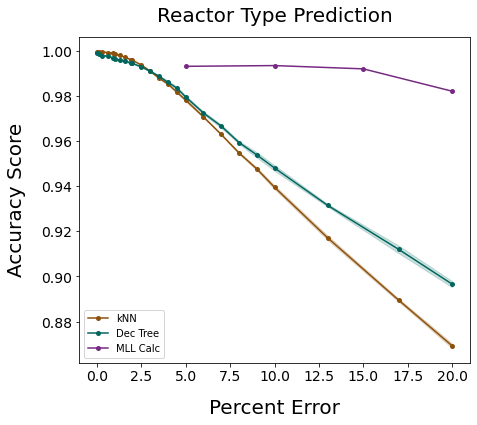 Reactor Type Prediction
Accuracy Score
1.00
0.98
0.96
0.94
0.92
0.90
0.88
kNN
Dec Tree
MLL Calc
0.0 2.5 5.0 7.5 10.0 12.5 15.0 17.5 20.0
Percent Error